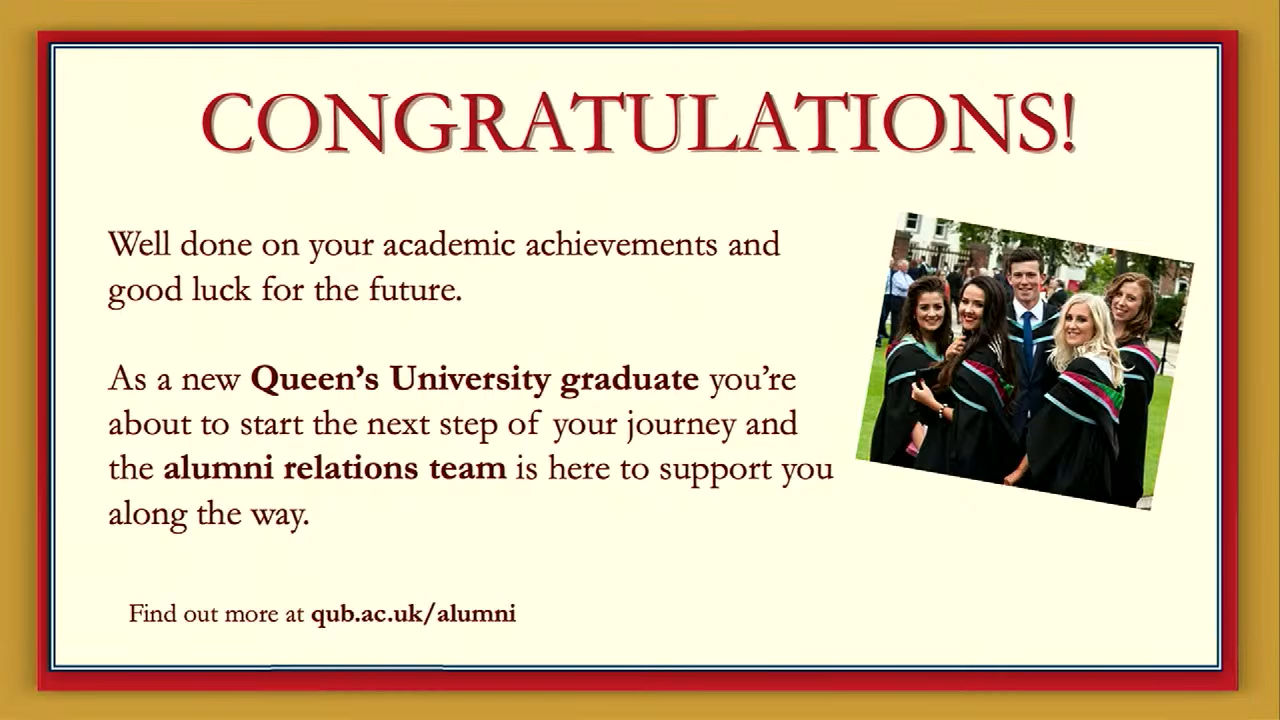 CONGRATULATIONS!
Well done on your academic achievements and
good luck for the future.
As a new Queen's University graduate you're
about to start the next step of your journey and
the alumni relations team is here to support you
along the way.
Find out more at qub.ac.uk/alumni